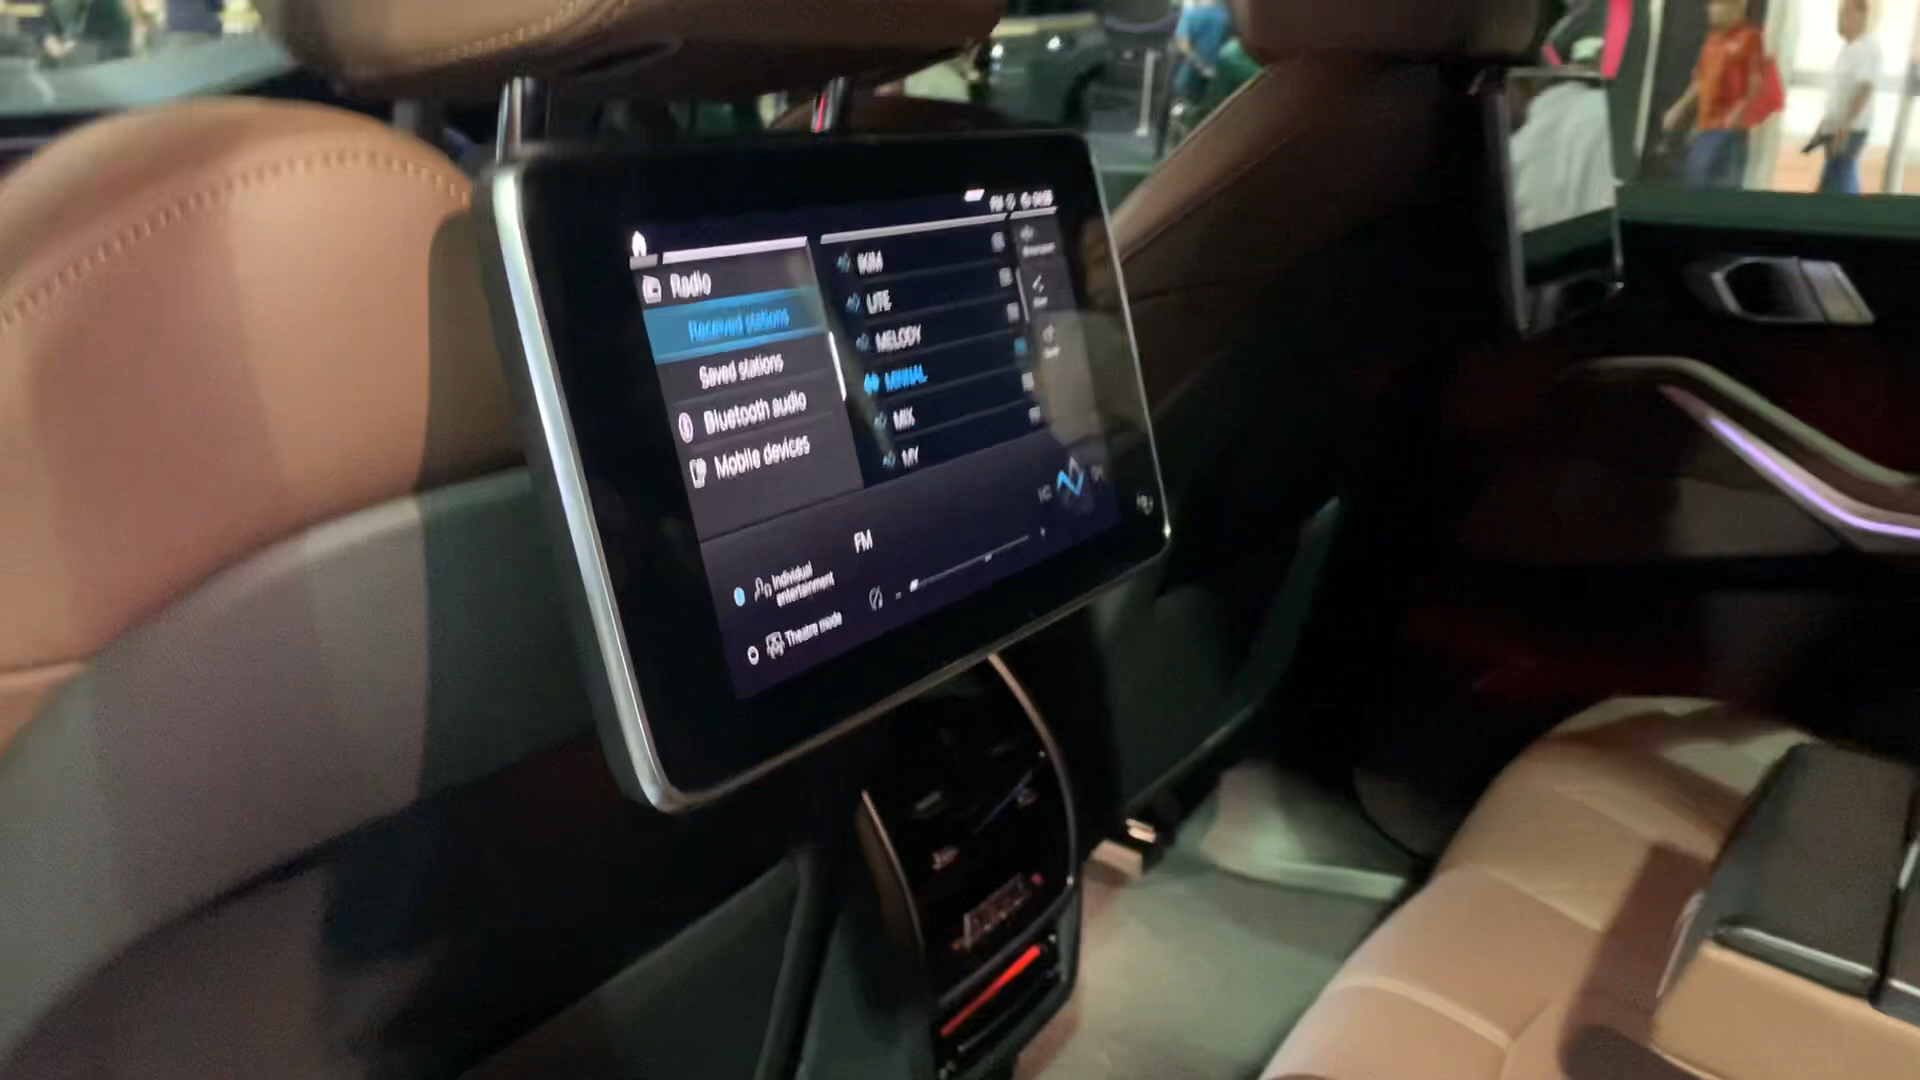 Radio
Received stations
Saved stations
Bluetooth audio
Mobile devices
IKIM
LITE
MELODY
MINNAL
MIX
MY
FM
Individual
entertainment
Theatre mode